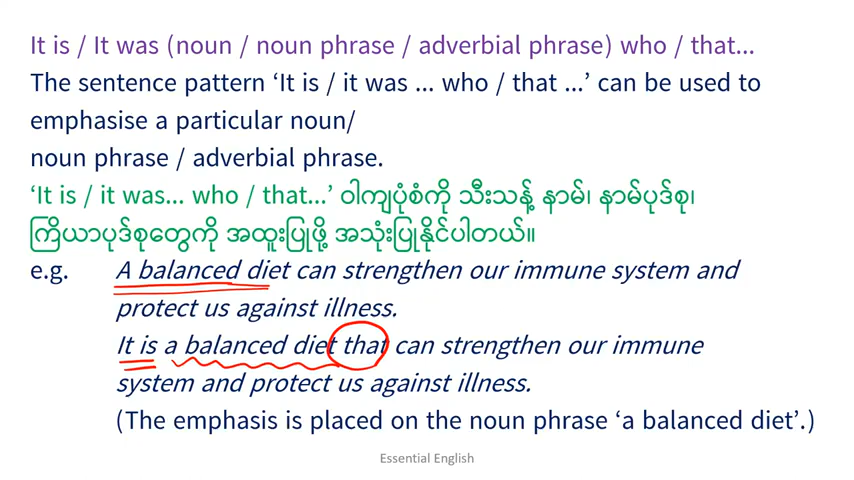 It is / It was (noun / noun phrase / adverbial phrase) who / that...
The sentence pattern ‘It is / it was ... who / that ...’ can be used to
emphasise a particular noun/
noun phrase / adverbial phrase.
‘It is / it was... who / that...’ ဝါကျပုံစံကို သီးသန့် နာမ်၊ နာမ်ပုဒ်စု၊
ကြိယာပုဒ်စုတွေကို အထူးပြုဖို့ အသုံးပြုနိုင်ပါတယ်။
e.g. A balanced diet can strengthen our immune system and
protect us against illness.
It is a balanced diet that can strengthen our immune
system and protect us against illness.
(The emphasis is placed on the noun phrase ‘a balanced diet’.)
Essential English